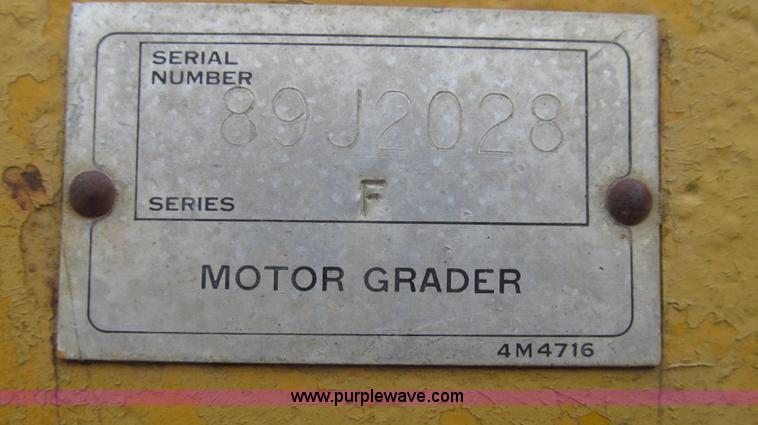 SERIAL
NUMBER
89J2028
SERIES F
MOTOR GRADER
4M4716
www.purplewave.com